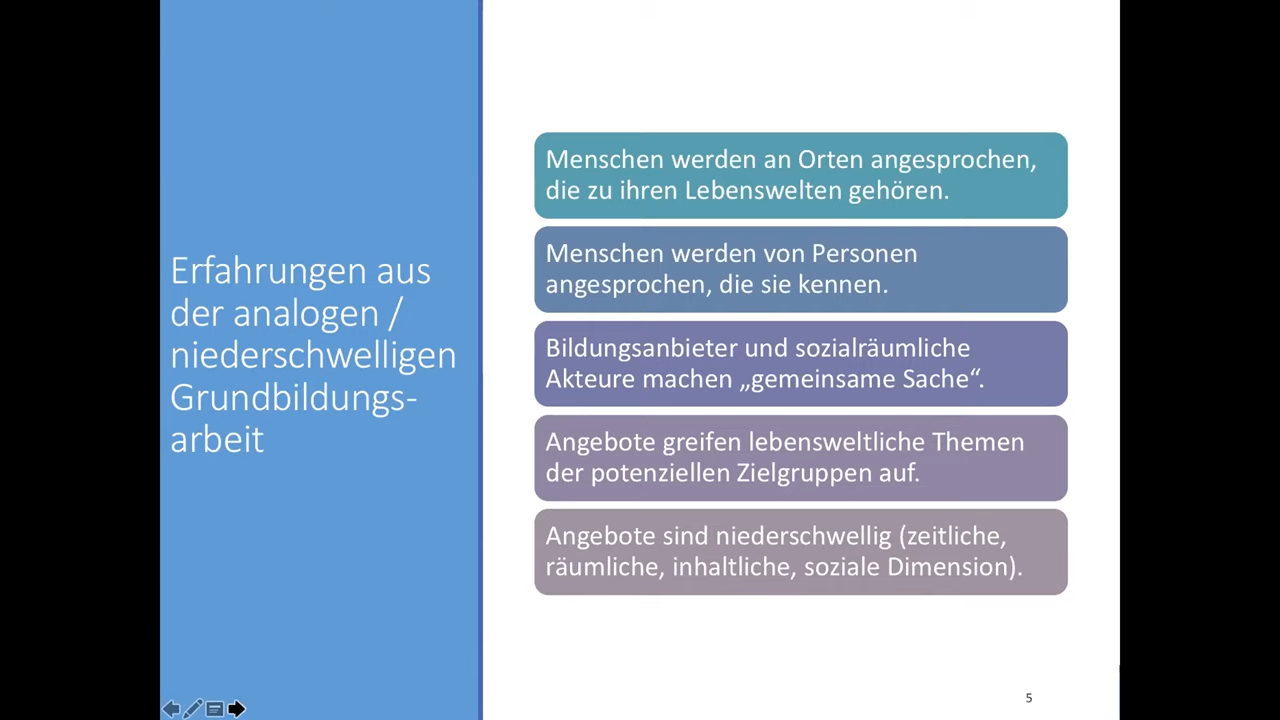 Erfahrungen aus
der analogen /
niederschwelligen
Grundbildungs-
arbeit
Menschen werden an Orten angesprochen,
die zu ihren Lebenswelten gehören.
Menschen werden von Personen
angesprochen, die sie kennen.
Bildungsanbieter und sozialräumliche
Akteure machen „gemeinsame Sache“.
Angebote greifen lebensweltliche Themen
der potenziellen Zielgruppen auf.
Angebote sind niederschwellig (zeitliche,
räumliche, inhaltliche, soziale Dimension).
5